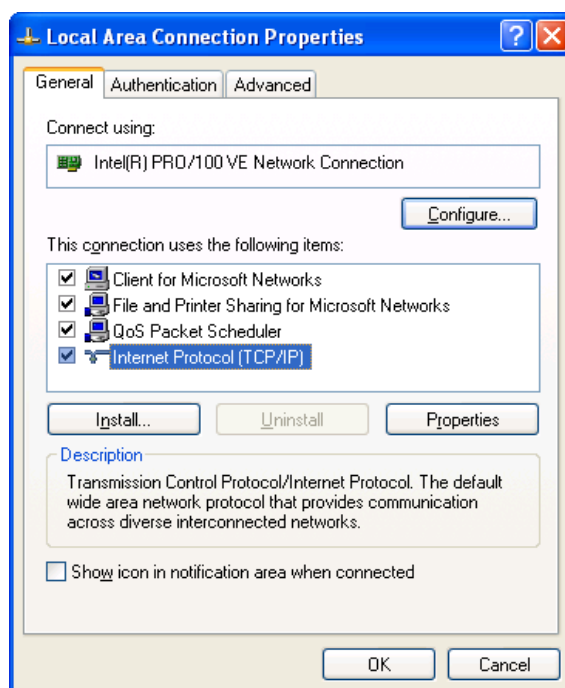 Local Area Connection Properties
?
General
Authentication
Advanced
Connect using:
Intel(R) PRO/100 VE Network Connection
Configure...
This connection uses the following items:
Client for Microsoft Networks
File and Printer Sharing for Microsoft Networks
QoS Packet Scheduler
Internet Protocol (TCP/IP)
Install...
Uninstall
Properties
Description
Transmission Control Protocol/Internet Protocol. The default
wide area network protocol that provides communication
across diverse interconnected networks.
Show icon in notification area when connected
OK
Cancel